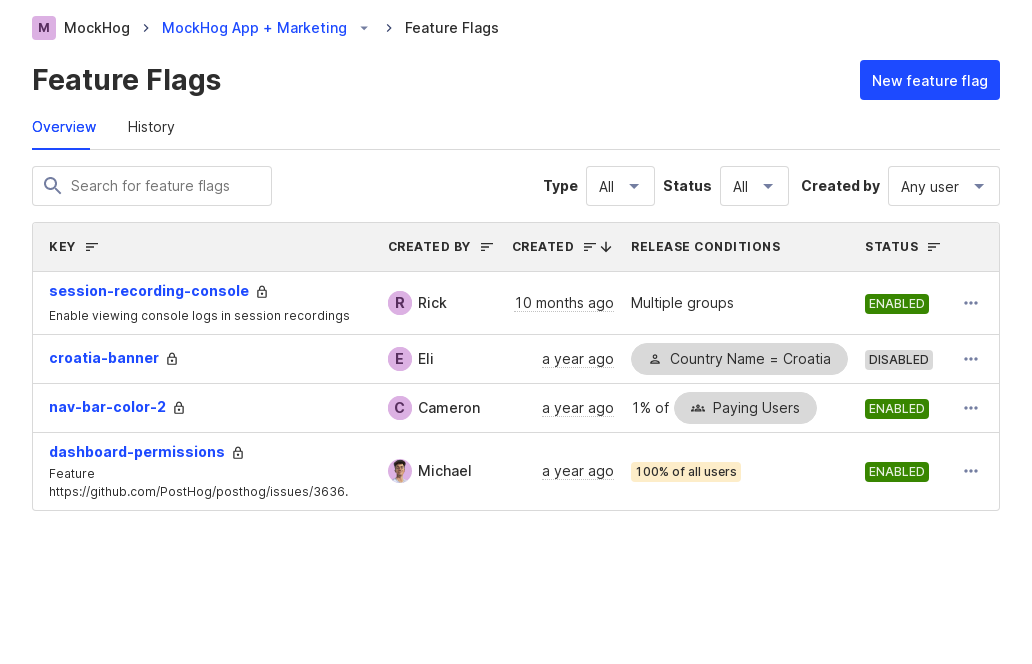 M MockHog > MockHog App + Marketing > Feature Flags
Feature Flags
New feature flag
Overview History
Search for feature flags Type All Status All Created by Any user
KEY CREATED BY CREATED RELEASE CONDITIONS STATUS
session-recording-console
Enable viewing console logs in session recordings
R Rick 10 months ago Multiple groups ENABLED
croatia-banner E Eli a year ago Country Name = Croatia DISABLED
nav-bar-color-2 C Cameron a year ago 1% of Paying Users ENABLED
dashboard-permissions
Feature
https://github.com/PostHog/posthog/issues/3636.
Michael a year ago 100% of all users ENABLED